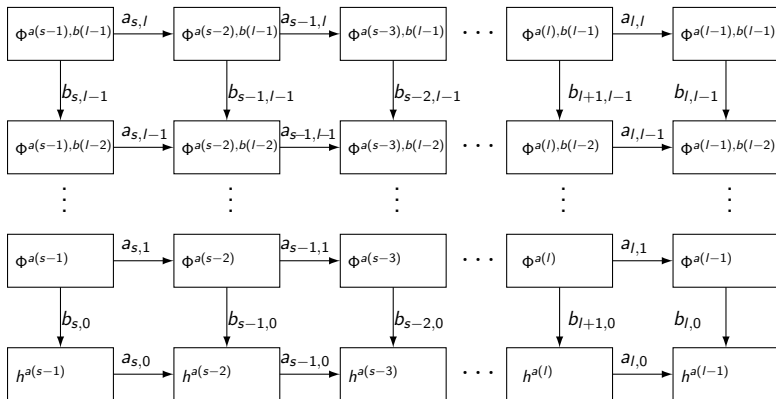 a_{s,l} a_{s−1,l} a_{l,l}
Φ^{a(s−1),b(l−1)} Φ^{a(s−2),b(l−1)} Φ^{a(s−3),b(l−1)} · · · Φ^{a(l),b(l−1)} Φ^{a(l−1),b(l−1)}
b_{s,l−1} b_{s−1,l−1} b_{s−2,l−1} b_{l+1,l−1} b_{l,l−1}
a_{s,l−1} a_{s−1,l−1} a_{l,l−1}
Φ^{a(s−1),b(l−2)} Φ^{a(s−2),b(l−2)} Φ^{a(s−3),b(l−2)} · · · Φ^{a(l),b(l−2)} Φ^{a(l−1),b(l−2)}
⋮ ⋮ ⋮ ⋮ ⋮
a_{s,1} a_{s−1,1} a_{l,1}
Φ^{a(s−1)} Φ^{a(s−2)} Φ^{a(s−3)} · · · Φ^{a(l)} Φ^{a(l−1)}
b_{s,0} b_{s−1,0} b_{s−2,0} b_{l+1,0} b_{l,0}
a_{s,0} a_{s−1,0} a_{l,0}
h^{a(s−1)} h^{a(s−2)} h^{a(s−3)} · · · h^{a(l)} h^{a(l−1)}